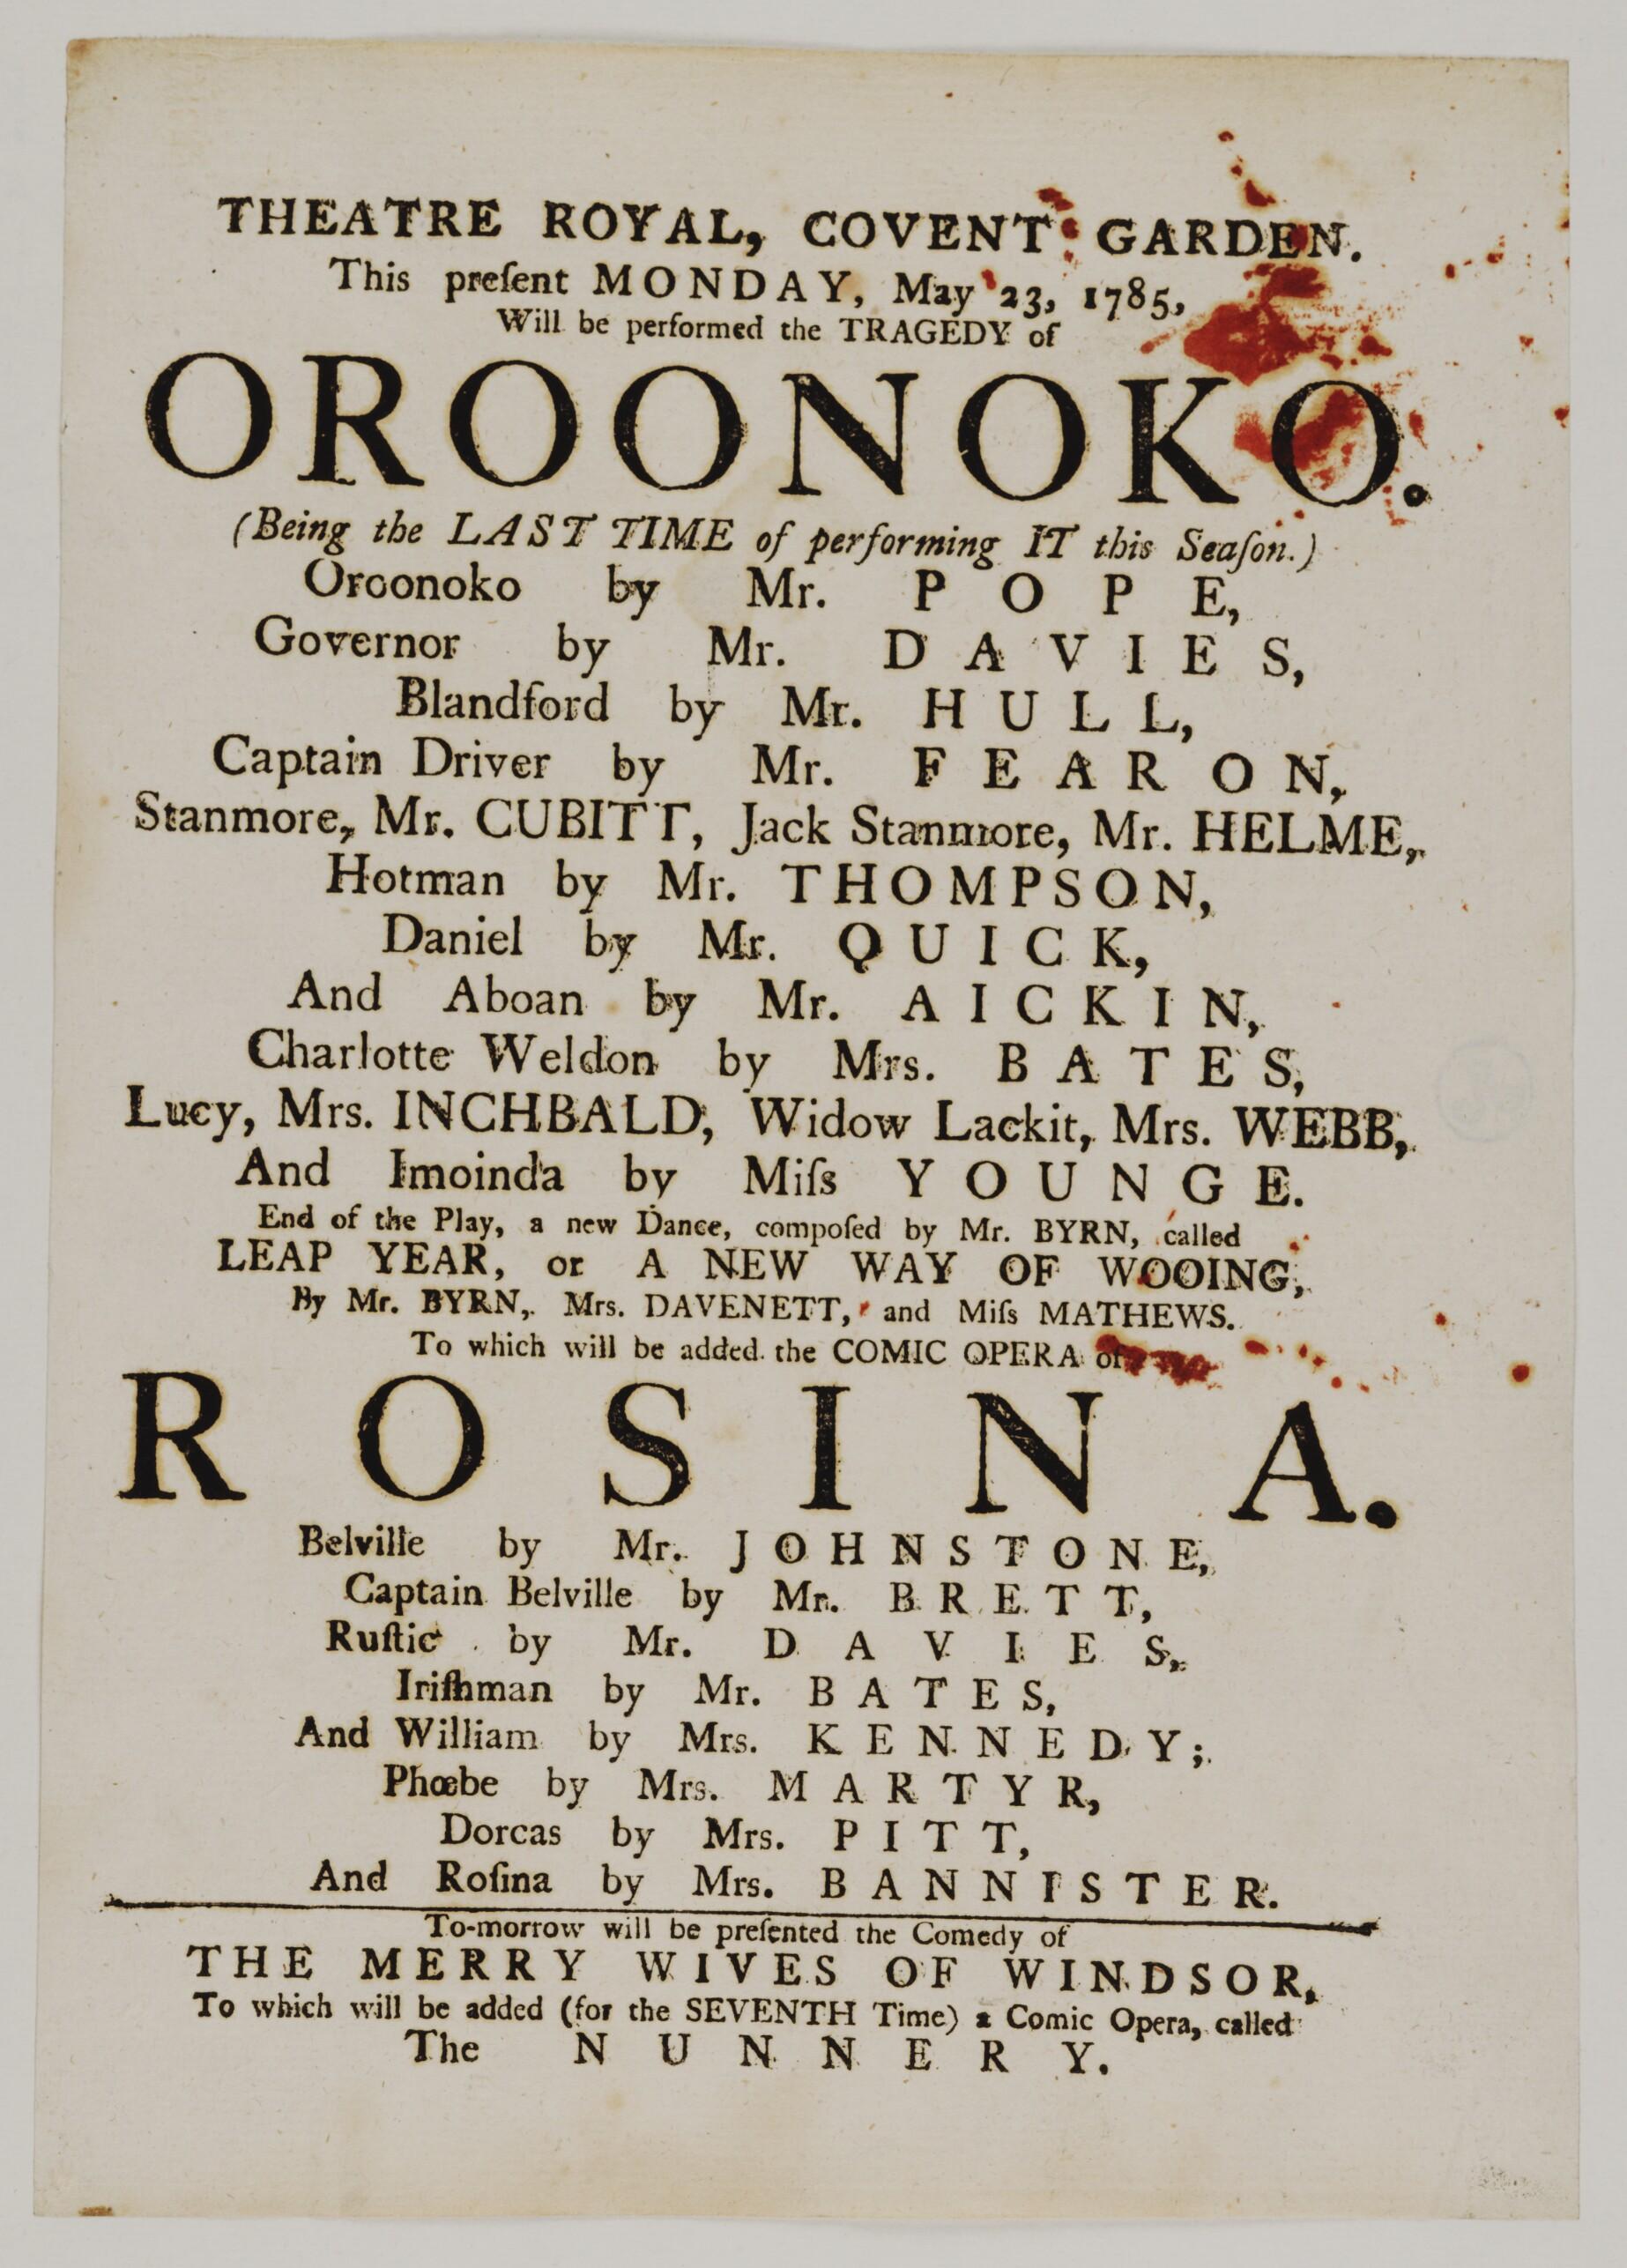 THEATRE ROYAL, COVENT GARDEN.
This preſent MONDAY, May 23, 1785,
Will be performed the TRAGEDY of
OROONOKO.
(Being the LAST TIME of performing IT this Seaſon.)
Oroonoko by Mr. POPE,
Governor by Mr. DAVIES,
Blandford by Mr. HULL,
Captain Driver by Mr. FEARON,
Stanmore, Mr. CUBITT, Jack Stanmore, Mr. HELME,
Hotman by Mr. THOMPSON,
Daniel by Mr. QUICK,
And Aboan by Mr. AICKIN,
Charlotte Weldon by Mrs. BATES,
Lucy, Mrs. INCHBALD, Widow Lackit, Mrs. WEBB,
And Imoinda by Miſs YOUNGE.
End of the Play, a new Dance, compoſed by Mr. BYRN, called
LEAP YEAR, or A NEW WAY OF WOOING,
By Mr. BYRN, Mrs. DAVENETT, and Miſs MATHEWS.
To which will be added the COMIC OPERA of
ROSINA.
Belville by Mr. JOHNSTONE,
Captain Belville by Mr. BRETT,
Ruſtic by Mr. DAVIES,
Iriſhman by Mr. BATES,
And William by Mrs. KENNEDY;
Phœbe by Mrs. MARTYR,
Dorcas by Mrs. PITT,
And Roſina by Mrs. BANNISTER.
To-morrow will be preſented the Comedy of
THE MERRY WIVES OF WINDSOR,
To which will be added (for the SEVENTH Time) a Comic Opera, called
The NUNNERY.